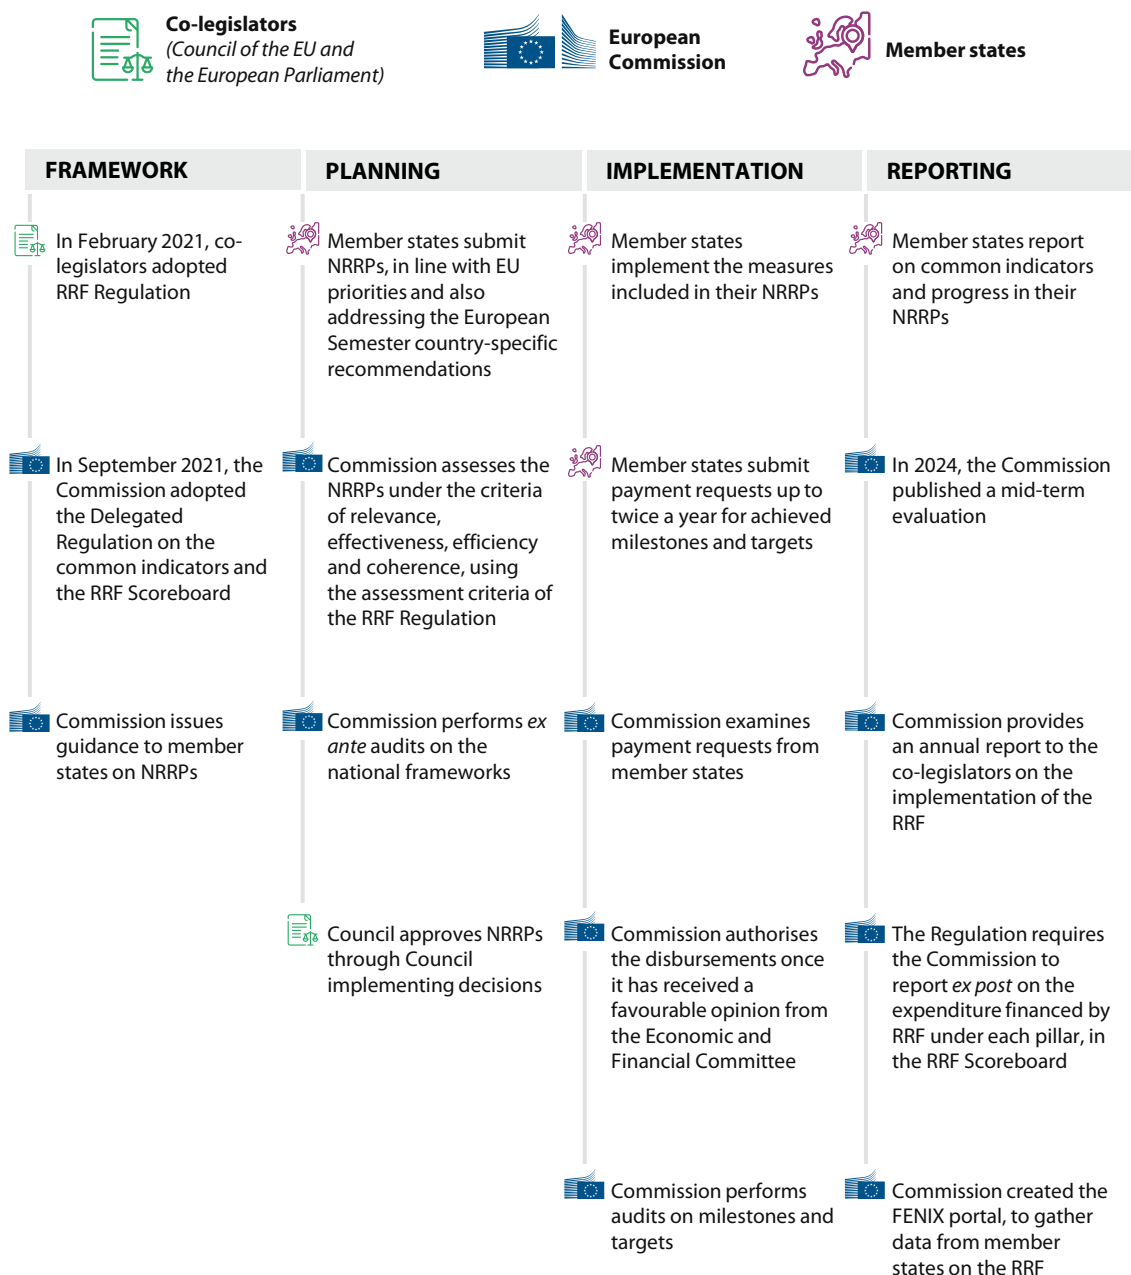 Co-legislators
(Council of the EU and
the European Parliament)
European
Commission
Member states
FRAMEWORK
In February 2021, co-
legislators adopted
RRF Regulation
In September 2021, the
Commission adopted
the Delegated
Regulation on the
common indicators and
the RRF Scoreboard
Commission issues
guidance to member
states on NRRPs
PLANNING
Member states submit
NRRPs, in line with EU
priorities and also
addressing the European
Semester country-specific
recommendations
Commission assesses the
NRRPs under the criteria
of relevance,
effectiveness, efficiency
and coherence, using
the assessment criteria of
the RRF Regulation
Commission performs ex
ante audits on the
national frameworks
Council approves NRRPs
through Council
implementing decisions
IMPLEMENTATION
Member states
implement the measures
included in their NRRPs
Member states submit
payment requests up to
twice a year for achieved
milestones and targets
Commission examines
payment requests from
member states
Commission authorises
the disbursements once
it has received a
favourable opinion from
the Economic and
Financial Committee
Commission performs
audits on milestones and
targets
REPORTING
Member states report
on common indicators
and progress in their
NRRPs
In 2024, the Commission
published a mid-term
evaluation
Commission provides
an annual report to the
co-legislators on the
implementation of the
RRF
The Regulation requires
the Commission to
report ex post on the
expenditure financed by
RRF under each pillar, in
the RRF Scoreboard
Commission created the
FENIX portal, to gather
data from member
states on the RRF